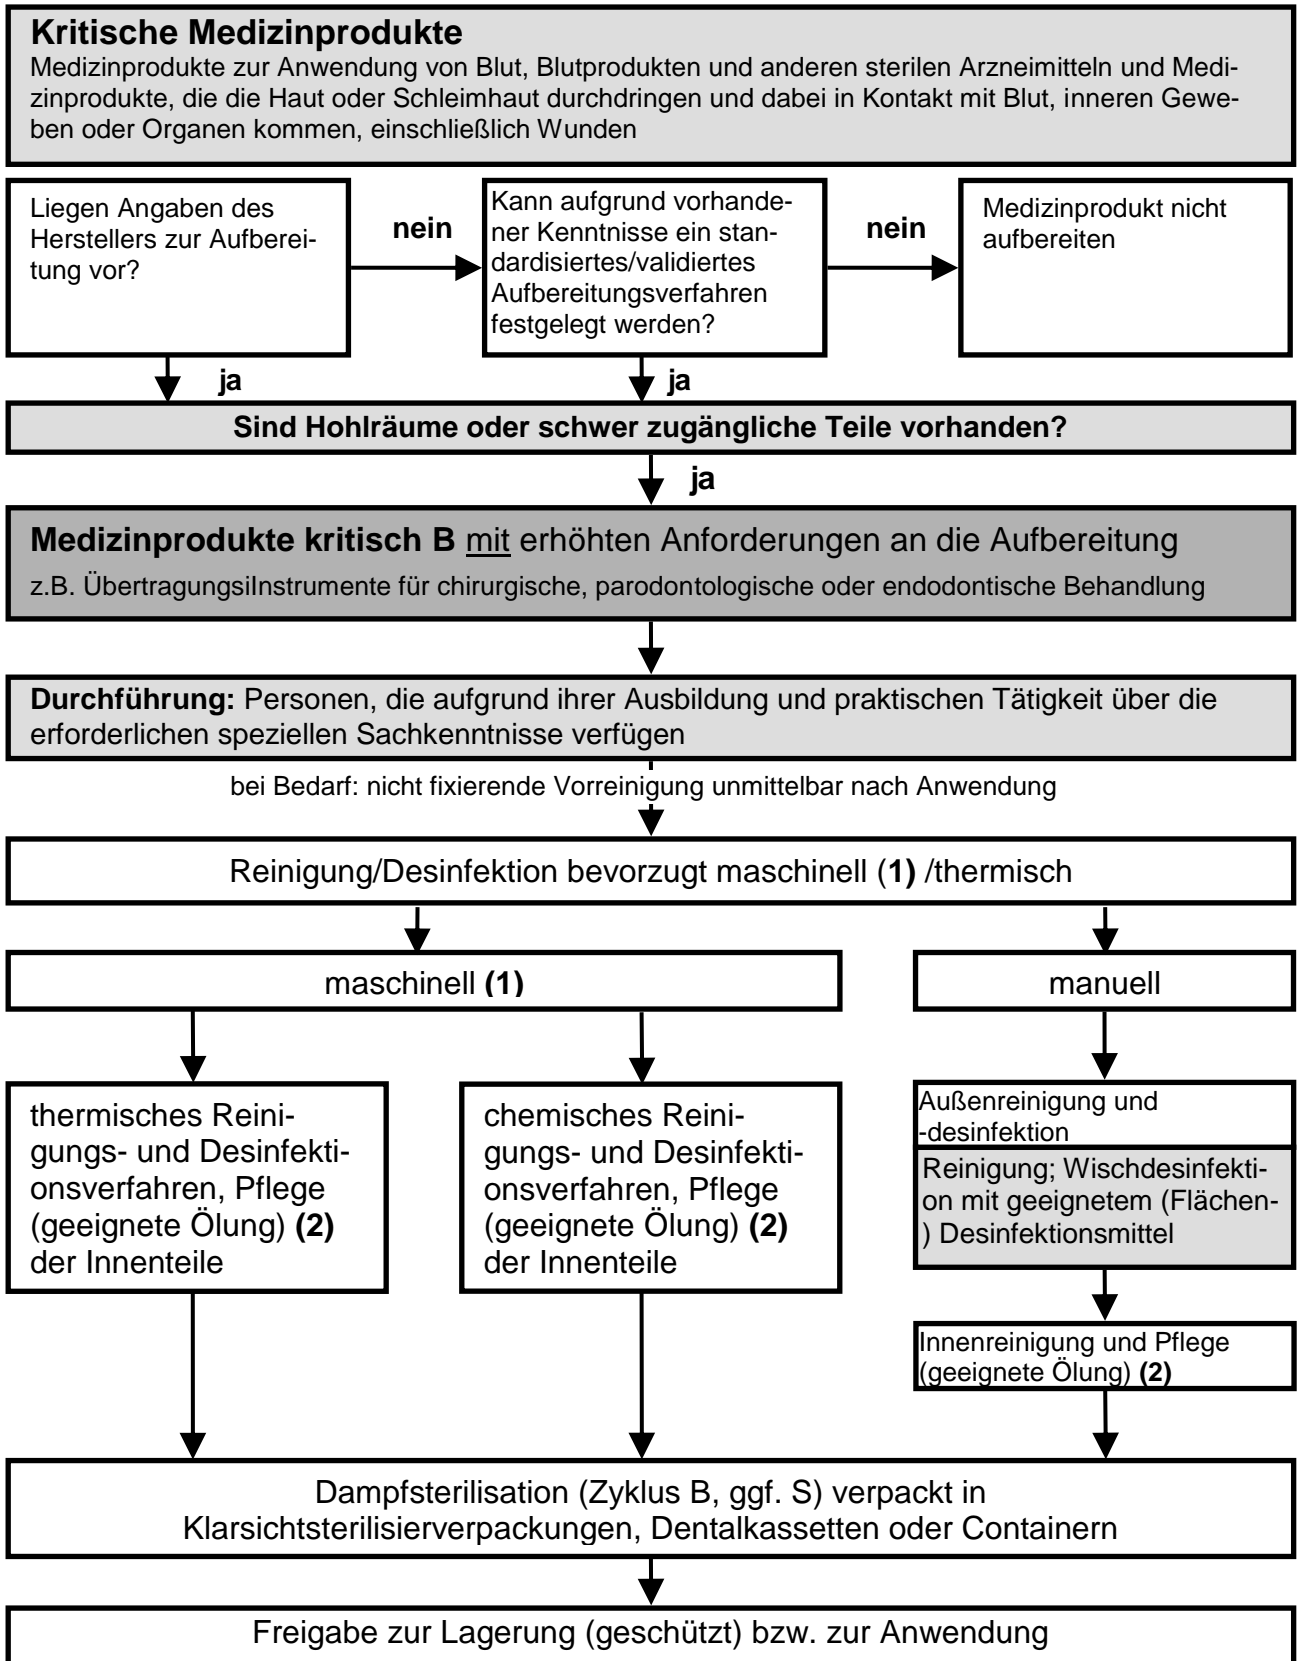 Kritische Medizinprodukte
Medizinprodukte zur Anwendung von Blut, Blutprodukten und anderen sterilen Arzneimitteln und Medi-
zinprodukte, die die Haut oder Schleimhaut durchdringen und dabei in Kontakt mit Blut, inneren Gewe-
ben oder Organen kommen, einschließlich Wunden
Liegen Angaben des
Herstellers zur Aufberei-
tung vor?
nein
Kann aufgrund vorhande-
ner Kenntnisse ein stan-
dardisiertes/validiertes
Aufbereitungsverfahren
festgelegt werden?
nein
Medizinprodukt nicht
aufbereiten
ja
ja
Sind Hohlräume oder schwer zugängliche Teile vorhanden?
ja
Medizinprodukte kritisch B mit erhöhten Anforderungen an die Aufbereitung
z.B. ÜbertragungsiInstrumente für chirurgische, parodontologische oder endodontische Behandlung
Durchführung: Personen, die aufgrund ihrer Ausbildung und praktischen Tätigkeit über die
erforderlichen speziellen Sachkenntnisse verfügen
bei Bedarf: nicht fixierende Vorreinigung unmittelbar nach Anwendung
Reinigung/Desinfektion bevorzugt maschinell (1) /thermisch
maschinell (1)
manuell
thermisches Reini-
gungs- und Desinfekti-
onsverfahren, Pflege
(geeignete Ölung) (2)
der Innenteile
chemisches Reini-
gungs- und Desinfekti-
onsverfahren, Pflege
(geeignete Ölung) (2)
der Innenteile
Außenreinigung und
-desinfektion
Reinigung; Wischdesinfekti-
on mit geeignetem (Flächen-
) Desinfektionsmittel
Innenreinigung und Pflege
(geeignete Ölung) (2)
Dampfsterilisation (Zyklus B, ggf. S) verpackt in
Klarsichtsterilisierverpackungen, Dentalkassetten oder Containern
Freigabe zur Lagerung (geschützt) bzw. zur Anwendung